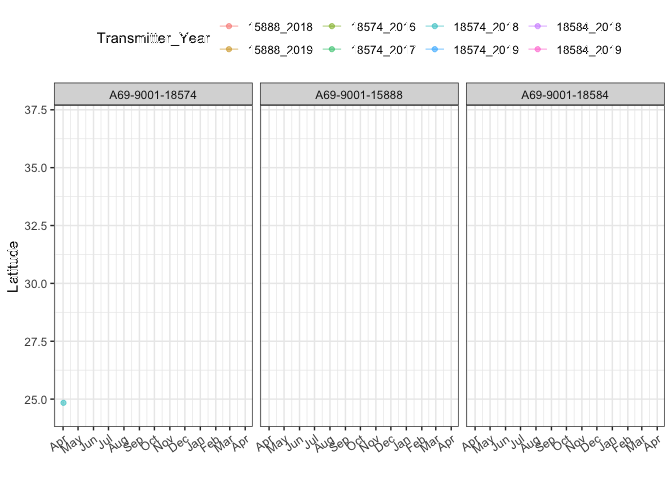 Transmitter_Year 15888_2018 18574_2016 18574_2018 18584_2018
15888_2019 18574_2017 18574_2019 18584_2019
A69-9001-18574 A69-9001-15888 A69-9001-18584
Latitude
37.5
35.0
32.5
30.0
27.5
25.0
Apr May Jun Jul Aug Sep Oct Nov Dec Jan Feb Mar Apr Apr May Jun Jul Aug Sep Oct Nov Dec Jan Feb Mar Apr Apr May Jun Jul Aug Sep Oct Nov Dec Jan Feb Mar Apr